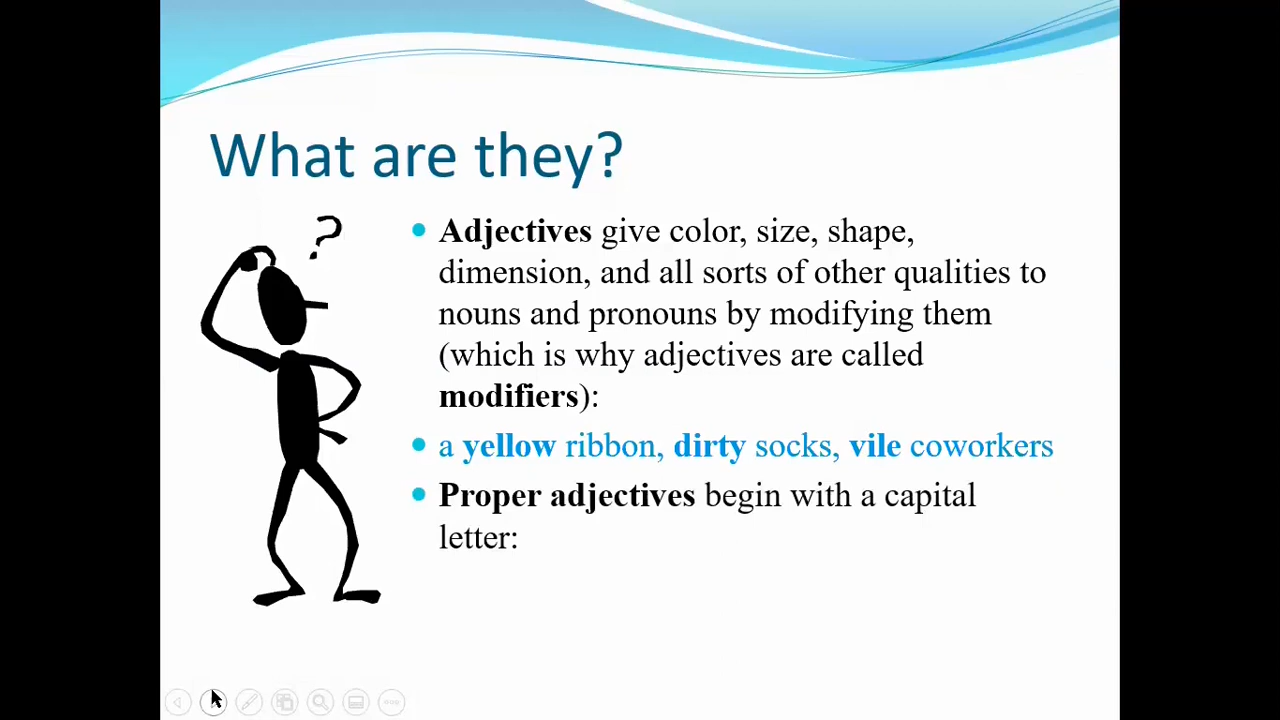 What are they?
?
• Adjectives give color, size, shape,
dimension, and all sorts of other qualities to
nouns and pronouns by modifying them
(which is why adjectives are called
modifiers):
• a yellow ribbon, dirty socks, vile coworkers
• Proper adjectives begin with a capital
letter: